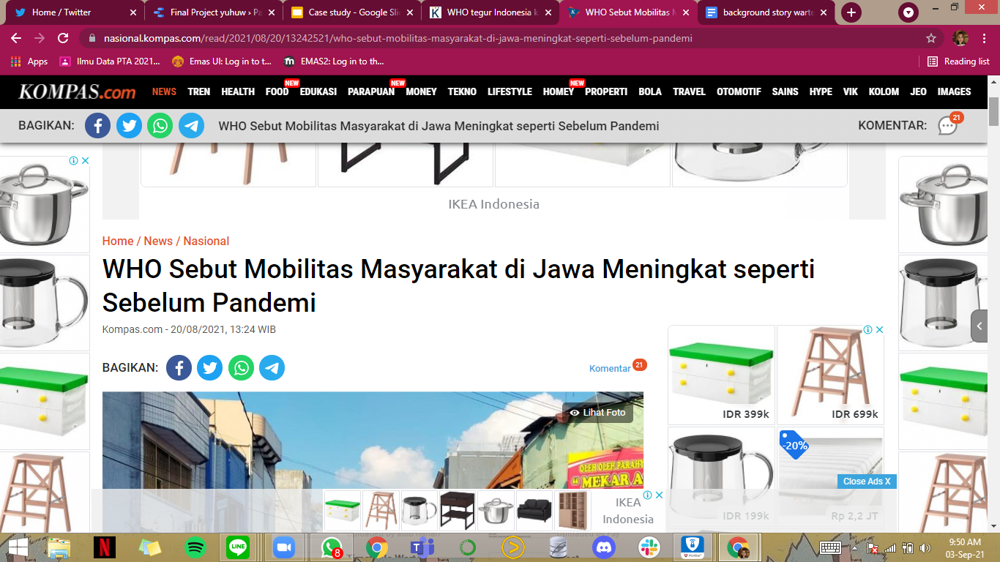 Home / Twitter
Final Project yuhuw › Pa
Case study - Google Sli
WHO tegur Indonesia k
WHO Sebut Mobilitas M
background story warte
nasional.kompas.com/read/2021/08/20/13242521/who-sebut-mobilitas-masyarakat-di-jawa-meningkat-seperti-sebelum-pandemi
Apps
Ilmu Data PTA 2021...
Emas UI: Log in to t...
EMAS2: Log in to th...
Reading list
KOMPAS.com
NEWS TREN HEALTH FOOD EDUKASI PARAPUAN MONEY TEKNO LIFESTYLE HOMEY PROPERTI BOLA TRAVEL OTOMOTIF SAINS HYPE VIK KOLOM JEO IMAGES
NEW NEW NEW
BAGIKAN:
WHO Sebut Mobilitas Masyarakat di Jawa Meningkat seperti Sebelum Pandemi
KOMENTAR:
21
IKEA Indonesia
Home / News / Nasional
WHO Sebut Mobilitas Masyarakat di Jawa Meningkat seperti
Sebelum Pandemi
Kompas.com - 20/08/2021, 13:24 WIB
BAGIKAN:
Komentar 21
Lihat Foto
OLEH OLEH PARAHY
" MEKAR A
IDR 399k
IDR 699k
-20%
Close Ads X
IKEA
Indonesia
IDR 199k
Rp 2,2 JT
LINE
8
9:50 AM
03-Sep-21